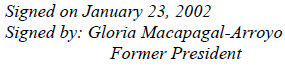 Signed on January 23, 2002
Signed by: Gloria Macapagal-Arroyo
Former President